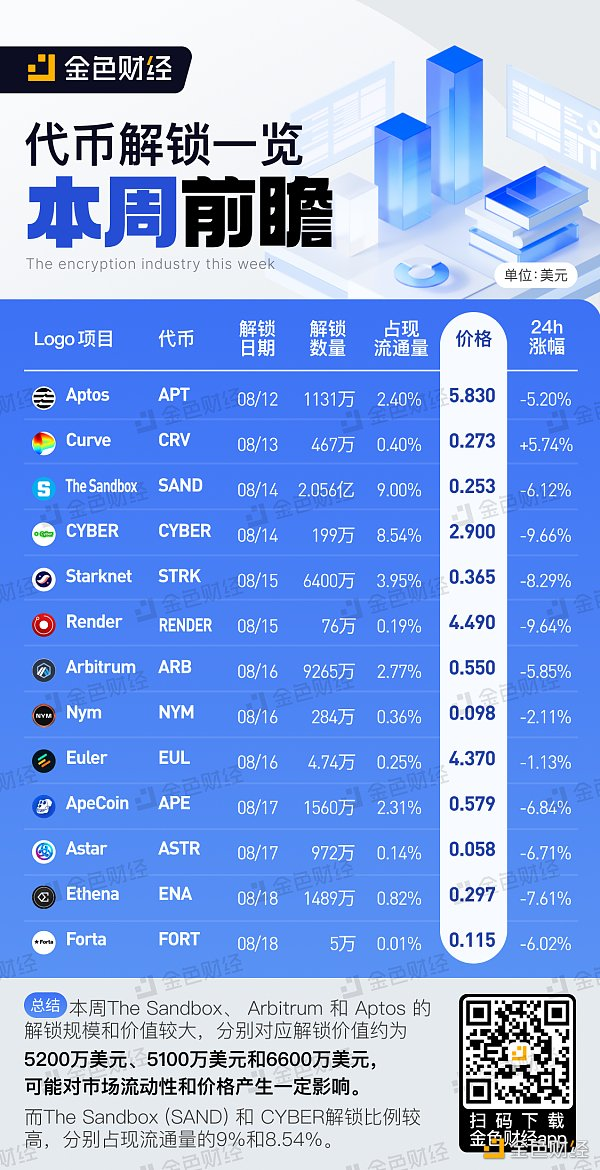 金色财经
代币解锁一览
本周前瞻
The encryption industry this week
单位:美元
Logo 项目 代币 解锁日期 解锁数量 占现流通量 价格 24h涨幅
Aptos APT 08/12 1131万 2.40% 5.830 -5.20%
Curve CRV 08/13 467万 0.40% 0.273 +5.74%
The Sandbox SAND 08/14 2.056亿 9.00% 0.253 -6.12%
CYBER CYBER 08/14 199万 8.54% 2.900 -9.66%
Starknet STRK 08/15 6400万 3.95% 0.365 -8.29%
Render RENDER 08/15 76万 0.19% 4.490 -9.64%
Arbitrum ARB 08/16 9265万 2.77% 0.550 -5.85%
Nym NYM 08/16 284万 0.36% 0.098 -2.11%
Euler EUL 08/16 4.74万 0.25% 4.370 -1.13%
ApeCoin APE 08/17 1560万 2.31% 0.579 -6.84%
Astar ASTR 08/17 972万 0.14% 0.058 -6.71%
Ethena ENA 08/18 1489万 0.82% 0.297 -7.61%
Forta FORT 08/18 5万 0.01% 0.115 -6.02%
总结 本周The Sandbox、 Arbitrum 和 Aptos 的
解锁规模和价值较大，分别对应解锁价值约为
5200万美元、5100万美元和6600万美元，
可能对市场流动性和价格产生一定影响。
而The Sandbox (SAND) 和 CYBER解锁比例较
高，分别占现流通量的9%和8.54%。
扫码下载
金色财经app
金色财经